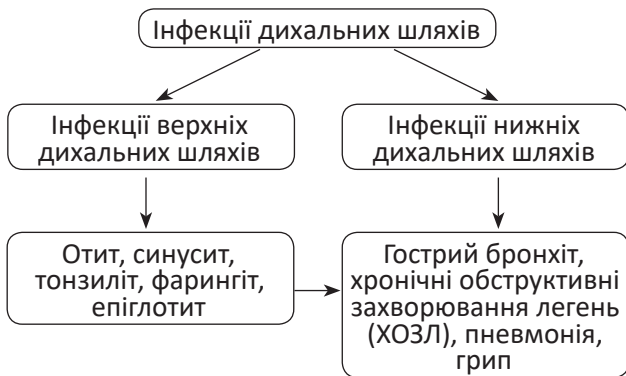 Інфекції дихальних шляхів
Інфекції верхніх
дихальних шляхів
Інфекції нижніх
дихальних шляхів
Отит, синусит,
тонзиліт, фарингіт,
епіглотит
Гострий бронхіт,
хронічні обструктивні
захворювання легень
(ХОЗЛ), пневмонія,
грип